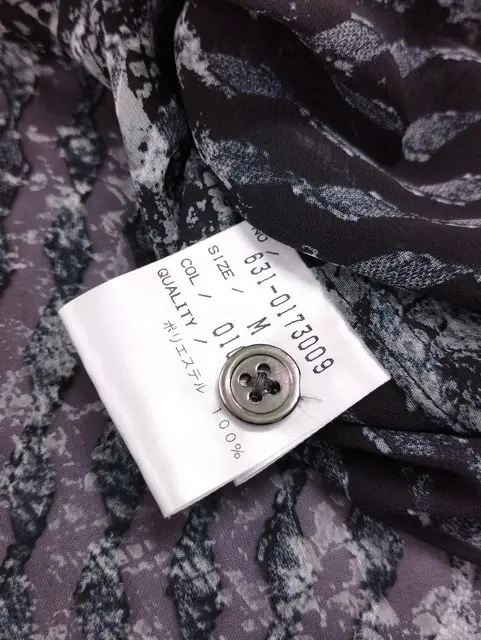 NO / 631-0173009
SIZE / M
COL / 01
QUALITY /
ポリエステル 100%